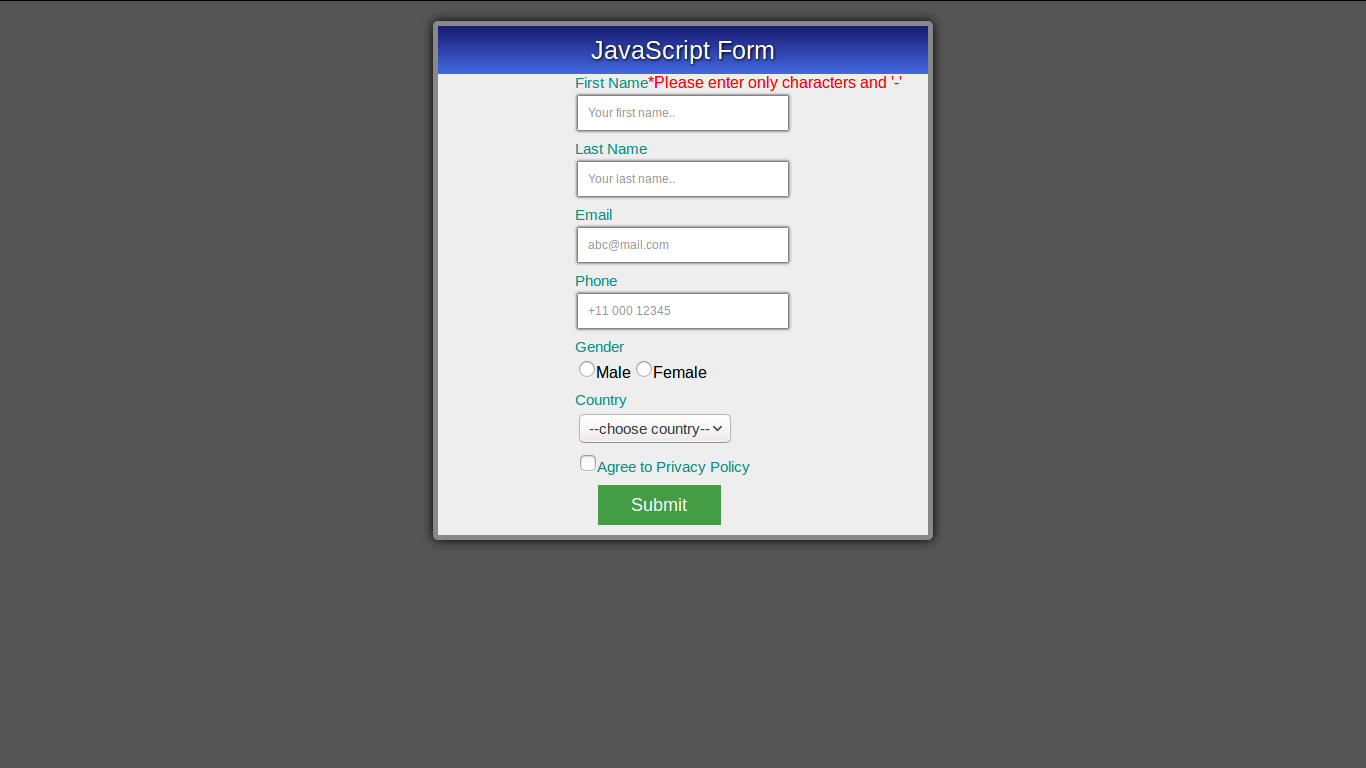 JavaScript Form
First Name*Please enter only characters and '-'
Your first name..
Last Name
Your last name..
Email
abc@mail.com
Phone
+11 000 12345
Gender
Male Female
Country
--choose country--
Agree to Privacy Policy
Submit